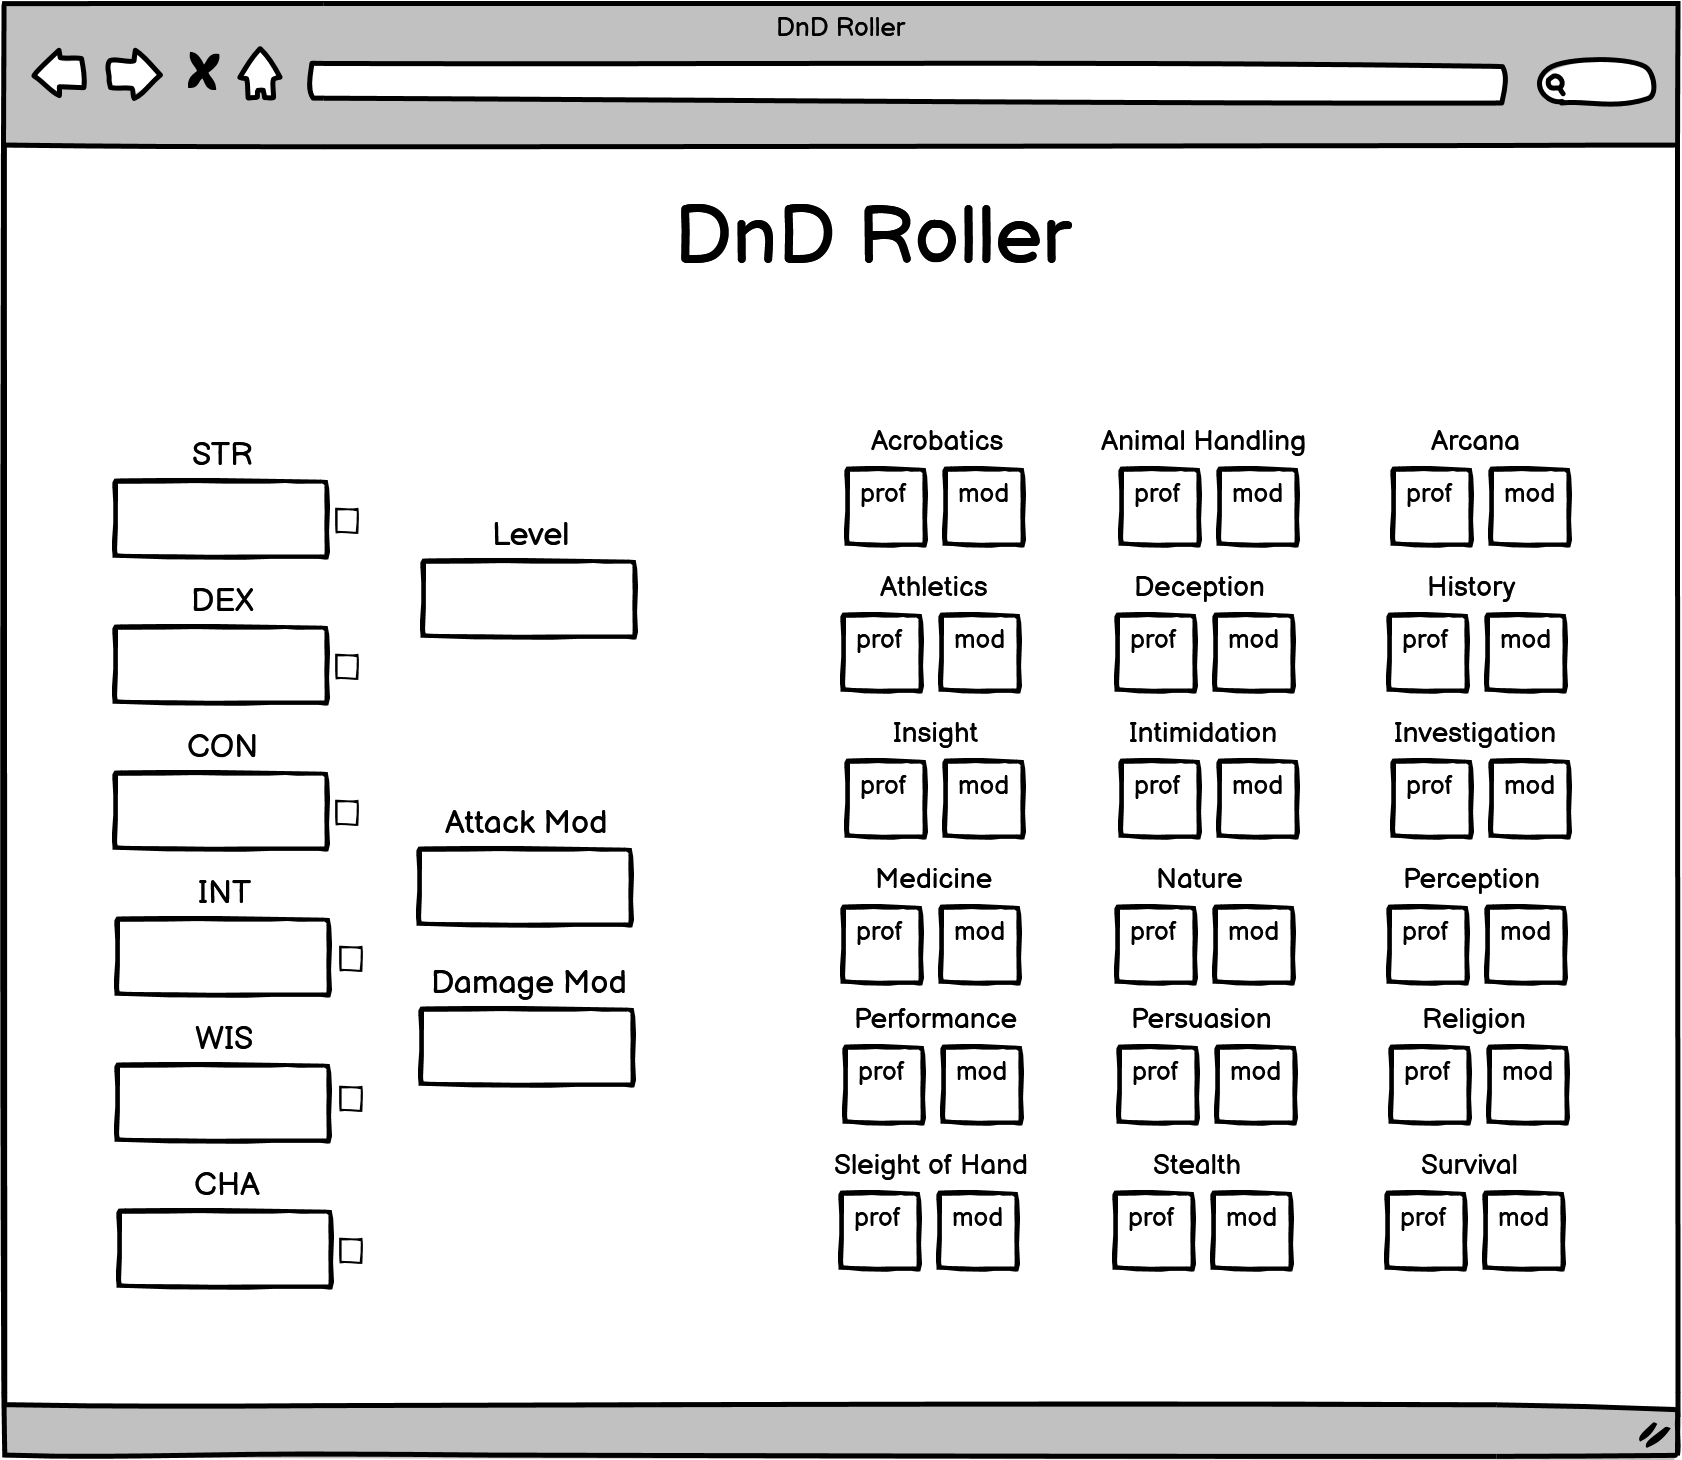 DnD Roller
DnD Roller
STR
DEX
CON
INT
WIS
CHA
Level
Attack Mod
Damage Mod
Acrobatics Animal Handling Arcana
prof mod prof mod prof mod
Athletics Deception History
prof mod prof mod prof mod
Insight Intimidation Investigation
prof mod prof mod prof mod
Medicine Nature Perception
prof mod prof mod prof mod
Performance Persuasion Religion
prof mod prof mod prof mod
Sleight of Hand Stealth Survival
prof mod prof mod prof mod